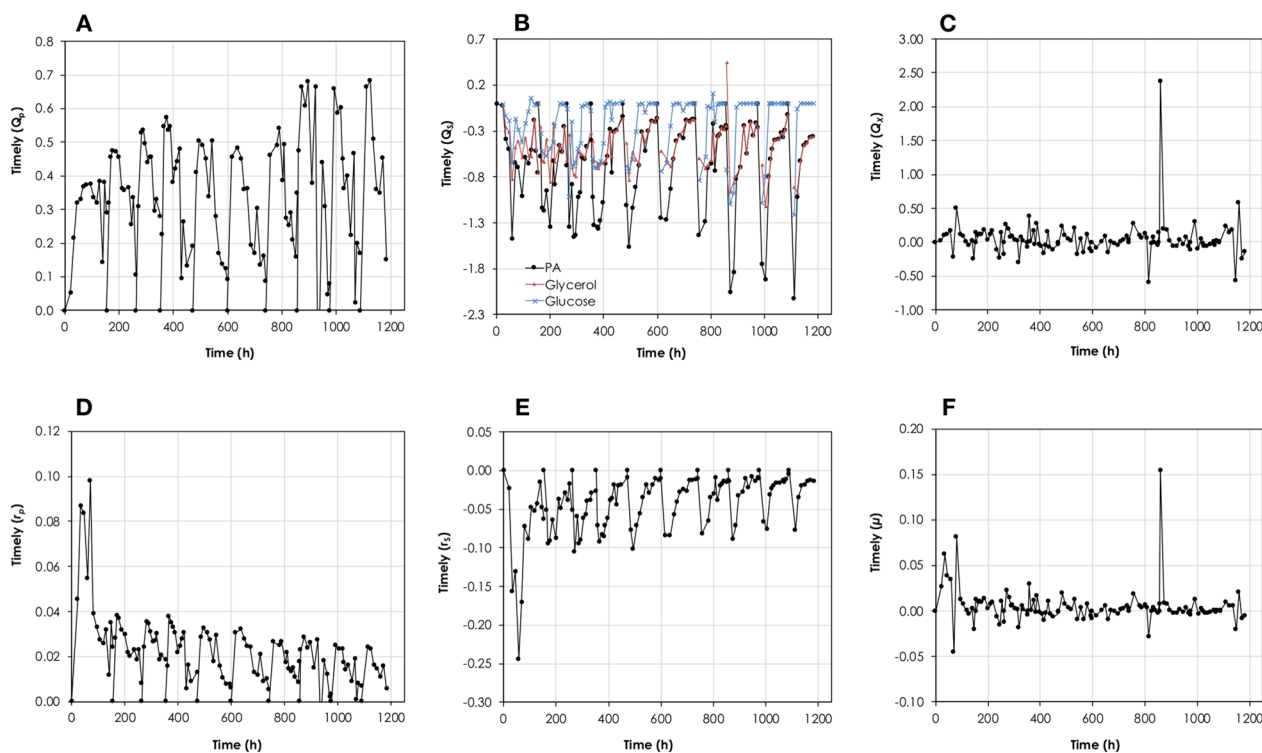 A
B
C
0.8
0.7
0.6
0.5
0.4
0.3
0.2
0.1
0.0
Timely (Qp)
0 200 400 600 800 1000 1200
Time (h)
0.7
0.2
-0.3
-0.8
-1.3
-1.8
-2.3
Timely (QS)
PA
Glycerol
Glucose
0 200 400 600 800 1000 1200
Time (h)
3.00
2.50
2.00
1.50
1.00
0.50
0.00
-0.50
-1.00
Timely (QX)
0 200 400 600 800 1000 1200
Time (h)
D
E
F
0.12
0.10
0.08
0.06
0.04
0.02
0.00
Timely (rp)
0 200 400 600 800 1000 1200
Time (h)
0.05
0.00
-0.05
-0.10
-0.15
-0.20
-0.25
-0.30
Timely (rS)
0 200 400 600 800 1000 1200
Time (h)
0.20
0.15
0.10
0.05
0.00
-0.05
-0.10
Timely (µ)
0 200 400 600 800 1000 1200
Time (h)